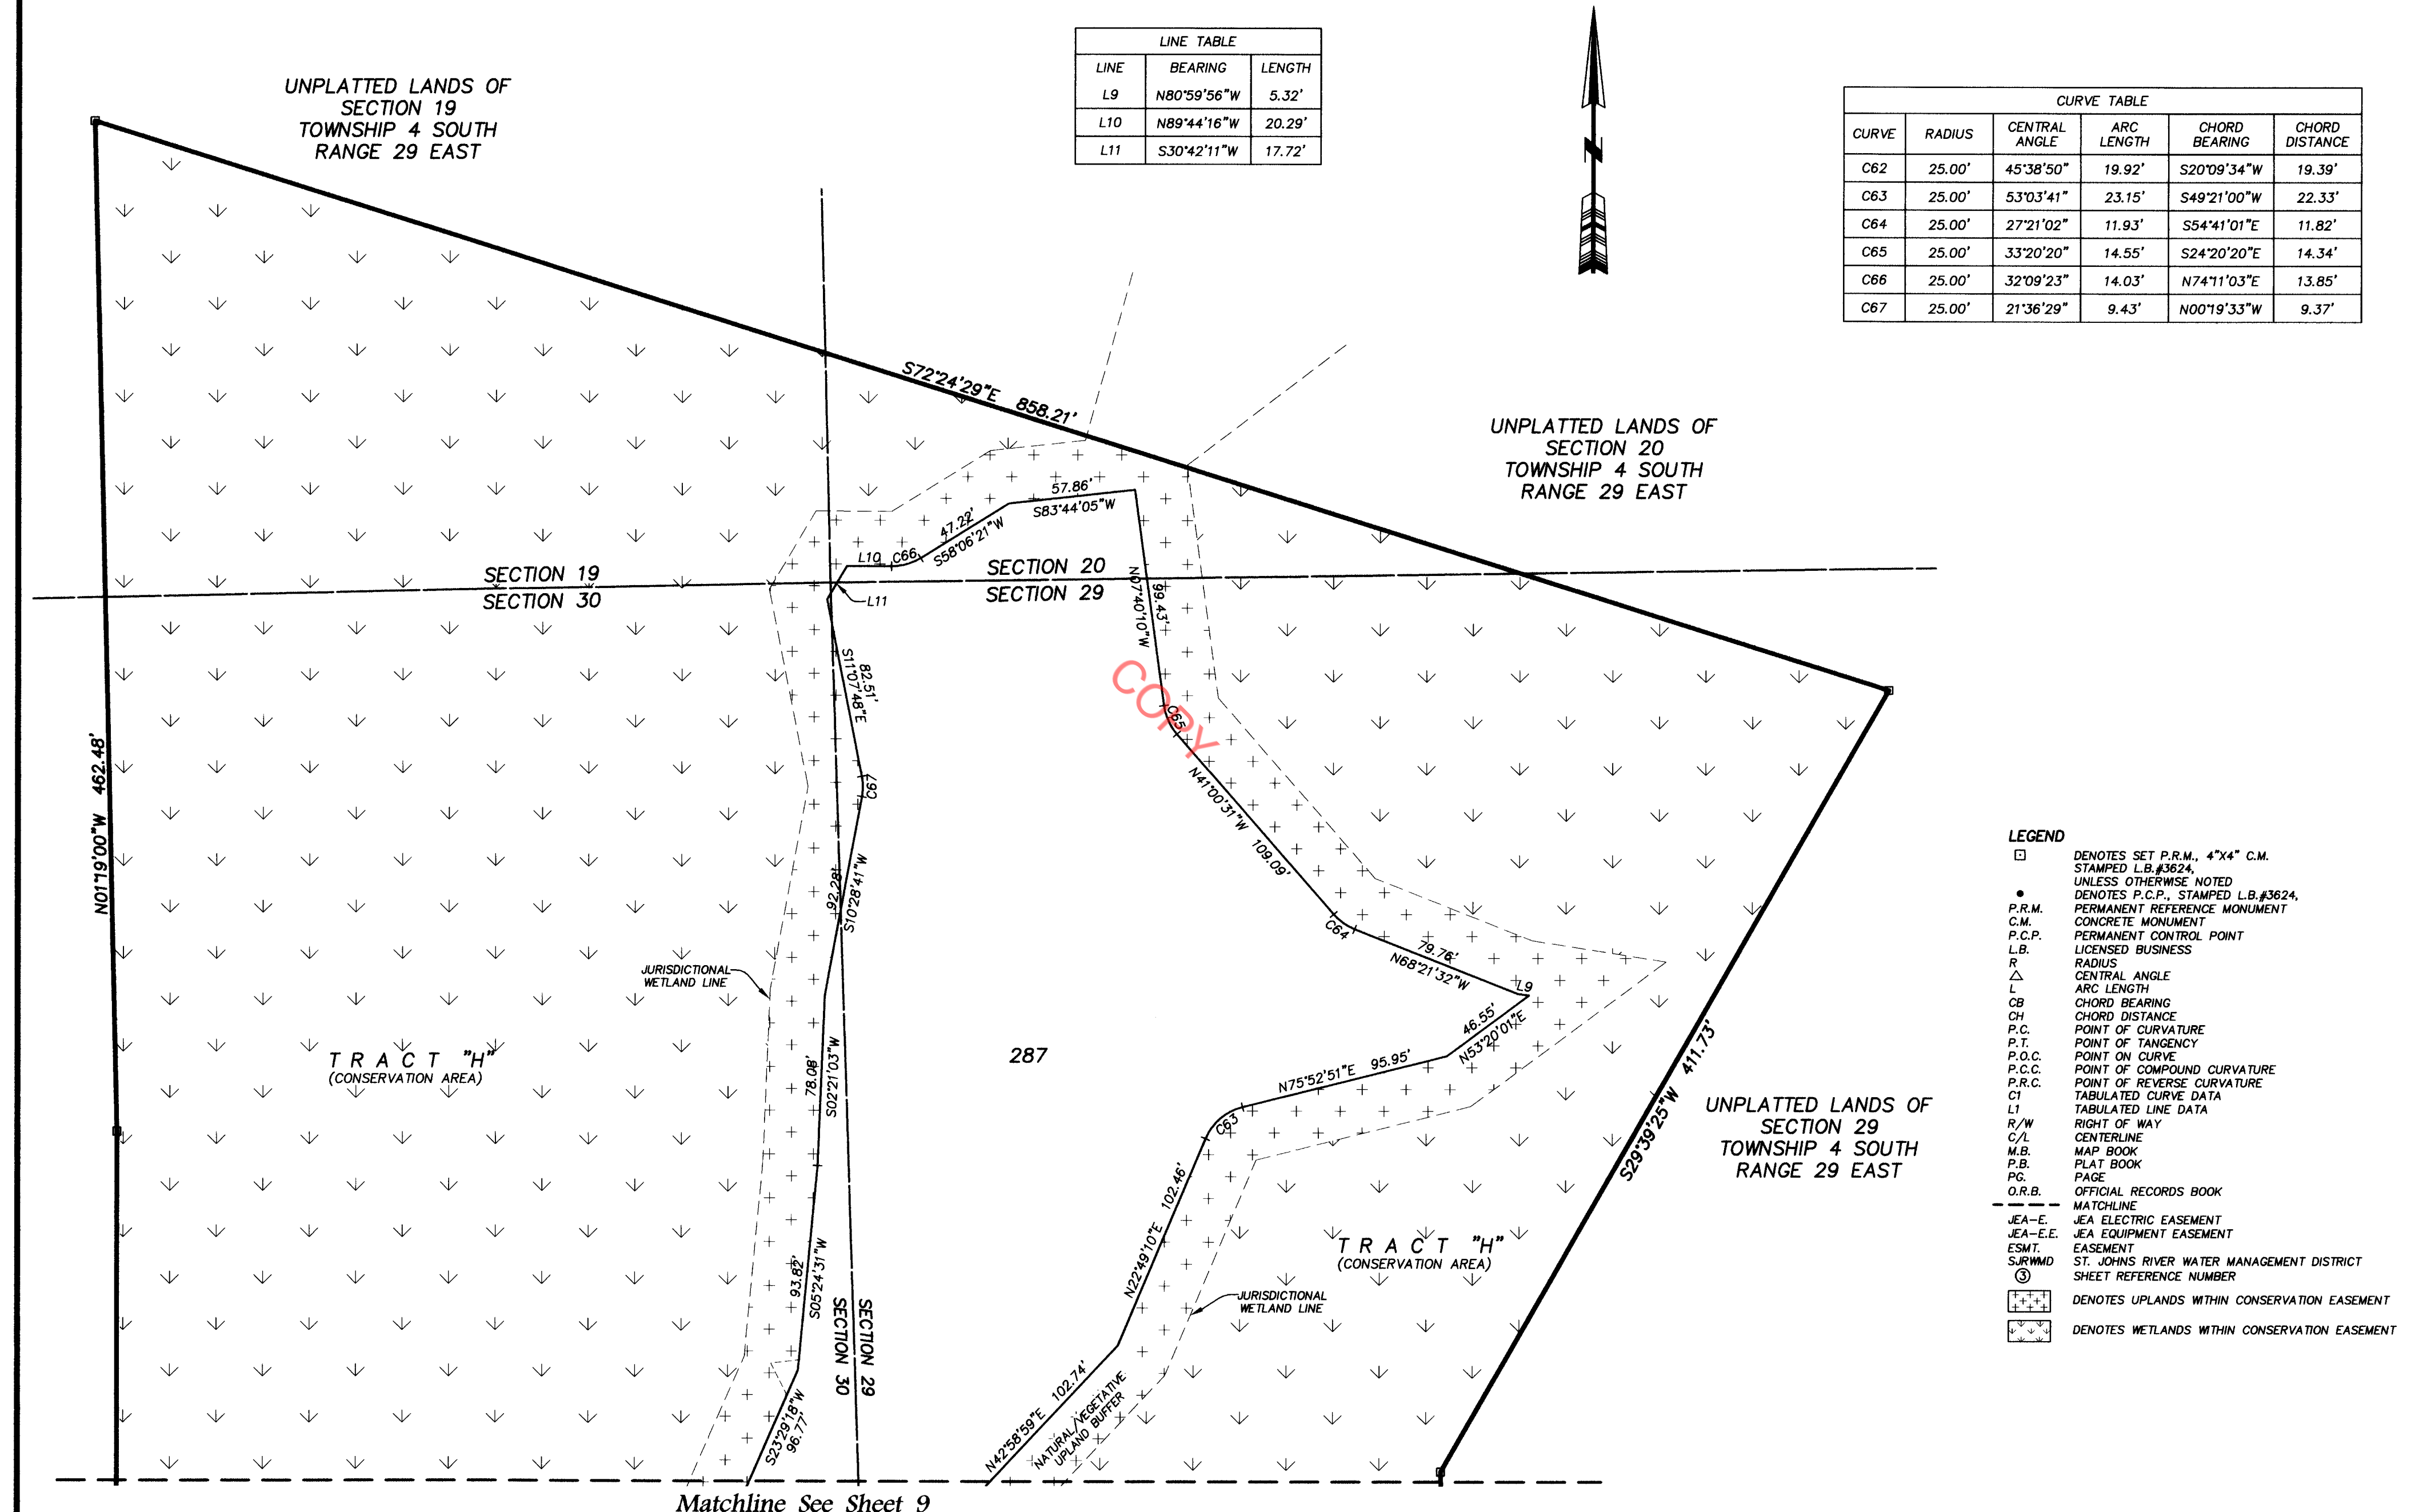 LINE TABLE
LINE BEARING LENGTH
L9 N80°59'56"W 5.32'
L10 N89°44'16"W 20.29'
L11 S30°42'11"W 17.72'
CURVE TABLE
CURVE RADIUS CENTRAL ANGLE ARC LENGTH CHORD BEARING CHORD DISTANCE
C62 25.00' 45°38'50" 19.92' S20°09'34"W 19.39'
C63 25.00' 53°03'41" 23.15' S49°21'00"W 22.33'
C64 25.00' 27°21'02" 11.93' S54°41'01"E 11.82'
C65 25.00' 33°20'20" 14.55' S24°20'20"E 14.34'
C66 25.00' 32°09'23" 14.03' N74°11'03"E 13.85'
C67 25.00' 21°36'29" 9.43' N00°19'33"W 9.37'
N
UNPLATTED LANDS OF
SECTION 19
TOWNSHIP 4 SOUTH
RANGE 29 EAST
S72°24'29"E 858.21'
UNPLATTED LANDS OF
SECTION 20
TOWNSHIP 4 SOUTH
RANGE 29 EAST
57.86'
S83°44'05"W
47.22'
S58°06'21"W
L10
C66
L11
SECTION 19
SECTION 30
SECTION 20
SECTION 29
N07°40'10"W
99.43'
82.51'
S11°07'48"E
C65
COPY
C67
N01°19'00"W 462.48'
N41°00'31"W 109.09'
92.28'
S10°28'41"W
C64
79.76'
N68°21'32"W
L9
JURISDICTIONAL
WETLAND LINE
46.55'
N53°20'01"E
TRACT "H"
(CONSERVATION AREA)
78.08'
S02°21'03"W
287
N75°52'51"E 95.95'
C63
S29°39'25"W 411.73'
UNPLATTED LANDS OF
SECTION 29
TOWNSHIP 4 SOUTH
RANGE 29 EAST
N22°49'10"E 102.46'
TRACT "H"
(CONSERVATION AREA)
93.82'
S05°24'31"W
SECTION 29
SECTION 30
JURISDICTIONAL
WETLAND LINE
S23°29'18"W
96.77'
N42°58'59"E 102.74'
NATURAL/VEGETATIVE
UPLAND BUFFER
Matchline See Sheet 9
LEGEND
DENOTES SET P.R.M., 4"X4" C.M.
STAMPED L.B.#3624,
UNLESS OTHERWISE NOTED
DENOTES P.C.P., STAMPED L.B.#3624,
P.R.M. PERMANENT REFERENCE MONUMENT
C.M. CONCRETE MONUMENT
P.C.P. PERMANENT CONTROL POINT
L.B. LICENSED BUSINESS
R RADIUS
△ CENTRAL ANGLE
L ARC LENGTH
CB CHORD BEARING
CH CHORD DISTANCE
P.C. POINT OF CURVATURE
P.T. POINT OF TANGENCY
P.O.C. POINT ON CURVE
P.C.C. POINT OF COMPOUND CURVATURE
P.R.C. POINT OF REVERSE CURVATURE
C1 TABULATED CURVE DATA
L1 TABULATED LINE DATA
R/W RIGHT OF WAY
C/L CENTERLINE
M.B. MAP BOOK
P.B. PLAT BOOK
PG. PAGE
O.R.B. OFFICIAL RECORDS BOOK
MATCHLINE
JEA-E. JEA ELECTRIC EASEMENT
JEA-E.E. JEA EQUIPMENT EASEMENT
ESMT. EASEMENT
SJRWMD ST. JOHNS RIVER WATER MANAGEMENT DISTRICT
③ SHEET REFERENCE NUMBER
DENOTES UPLANDS WITHIN CONSERVATION EASEMENT
DENOTES WETLANDS WITHIN CONSERVATION EASEMENT